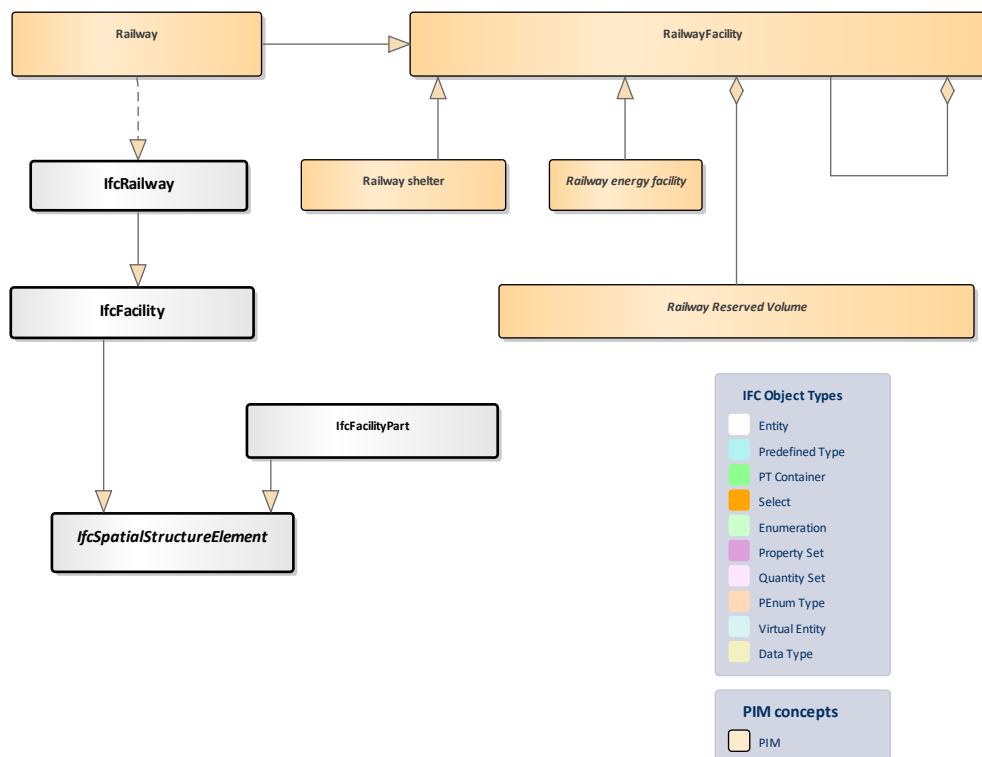 Railway
RailwayFacility
Railway shelter
Railway energy facility
IfcRailway
IfcFacility
Railway Reserved Volume
IfcFacilityPart
IfcSpatialStructureElement
IFC Object Types
Entity
Predefined Type
PT Container
Select
Enumeration
Property Set
Quantity Set
PEnum Type
Virtual Entity
Data Type
PIM concepts
PIM